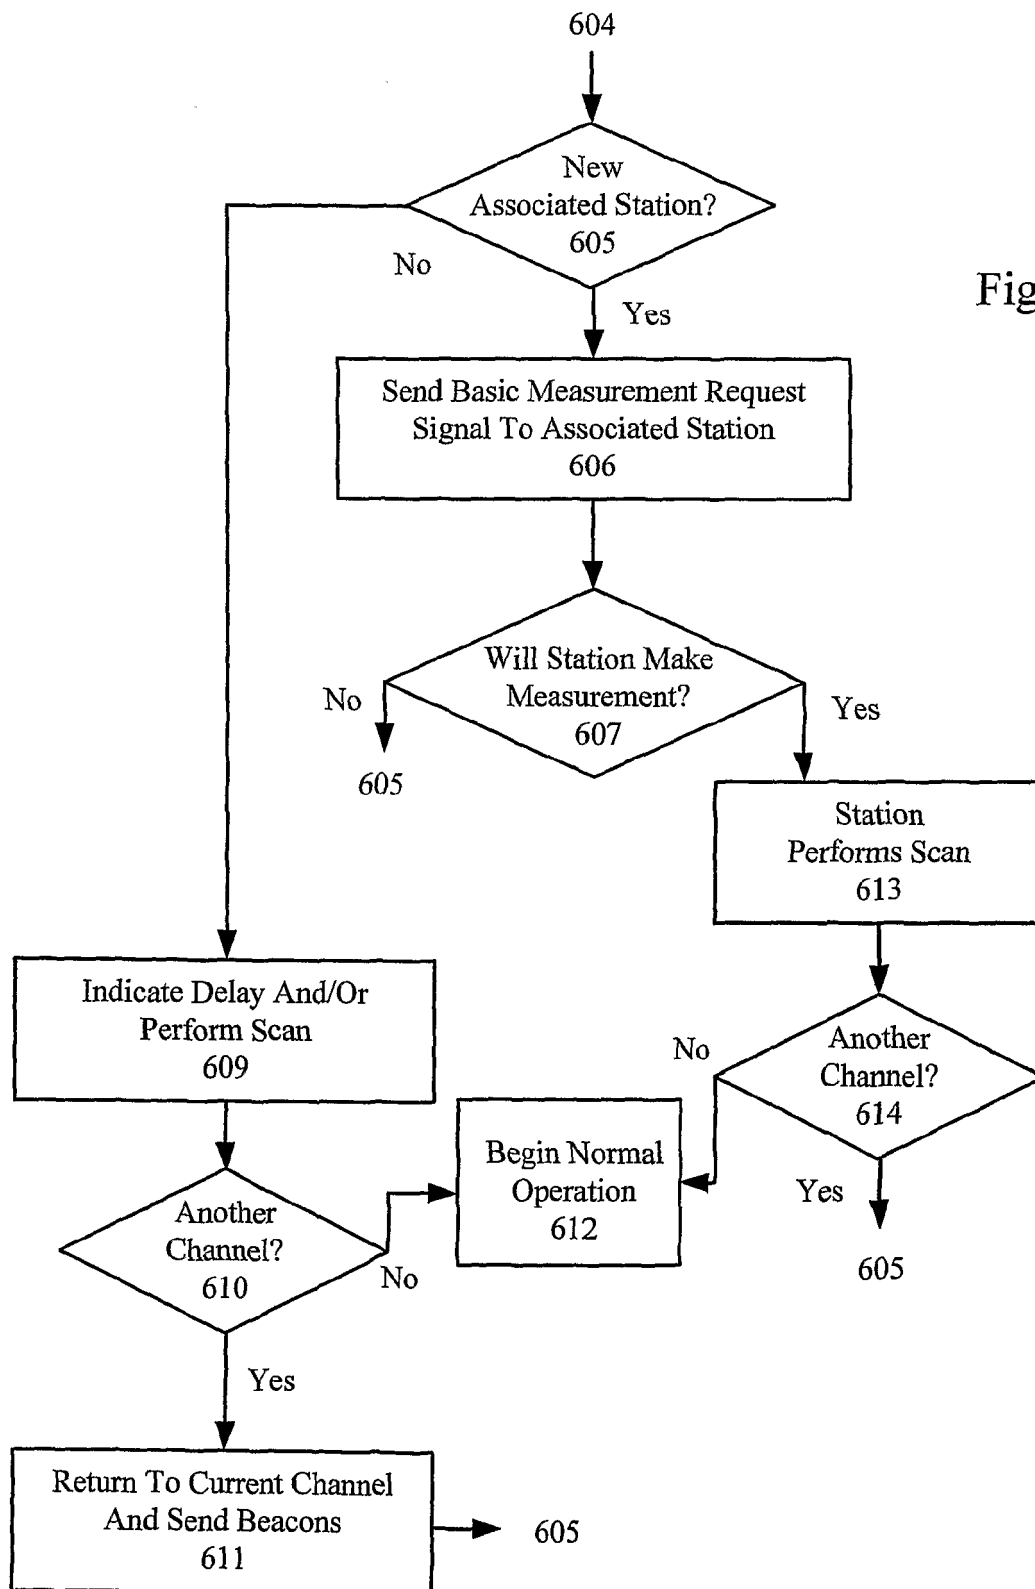 604
New
Associated Station?
605
No
Yes
Fig
Send Basic Measurement Request
Signal To Associated Station
606
Will Station Make
Measurement?
607
No
605
Yes
Station
Performs Scan
613
Indicate Delay And/Or
Perform Scan
609
Another
Channel?
614
No
Yes
605
Begin Normal
Operation
612
Another
Channel?
610
No
Yes
Return To Current Channel
And Send Beacons
611
605